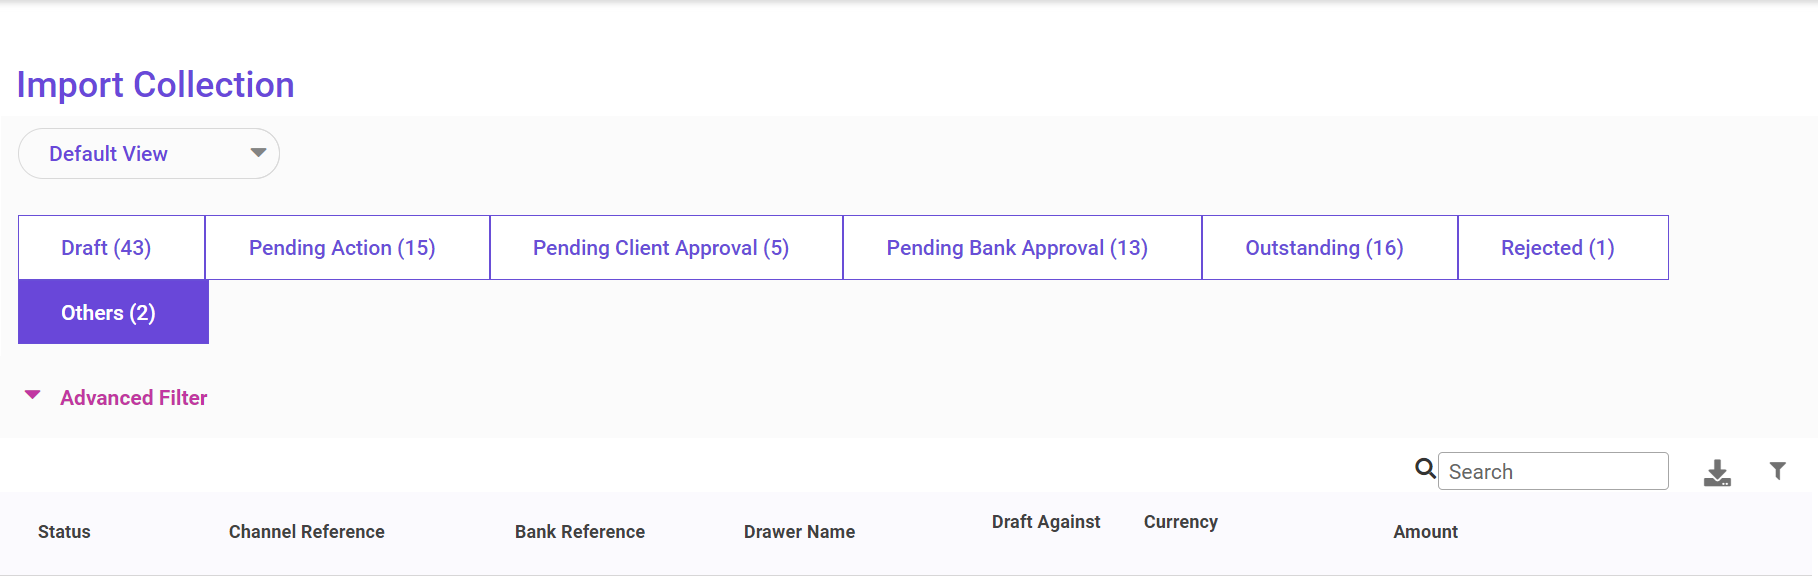 Import Collection
Default View
Draft (43) Pending Action (15) Pending Client Approval (5) Pending Bank Approval (13) Outstanding (16) Rejected (1)
Others (2)
Advanced Filter
Search
Status Channel Reference Bank Reference Drawer Name Draft Against Currency Amount